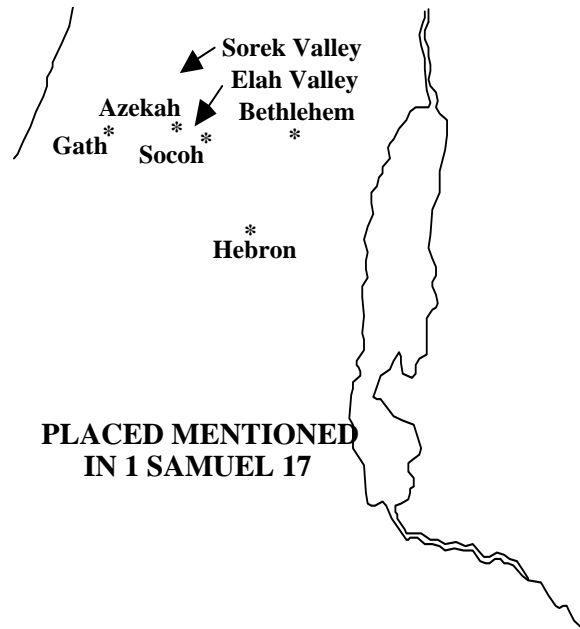 Sorek Valley
Elah Valley
Azekah
Bethlehem
Gath*
*
Socoh*
*
*
Hebron
PLACED MENTIONED
IN 1 SAMUEL 17